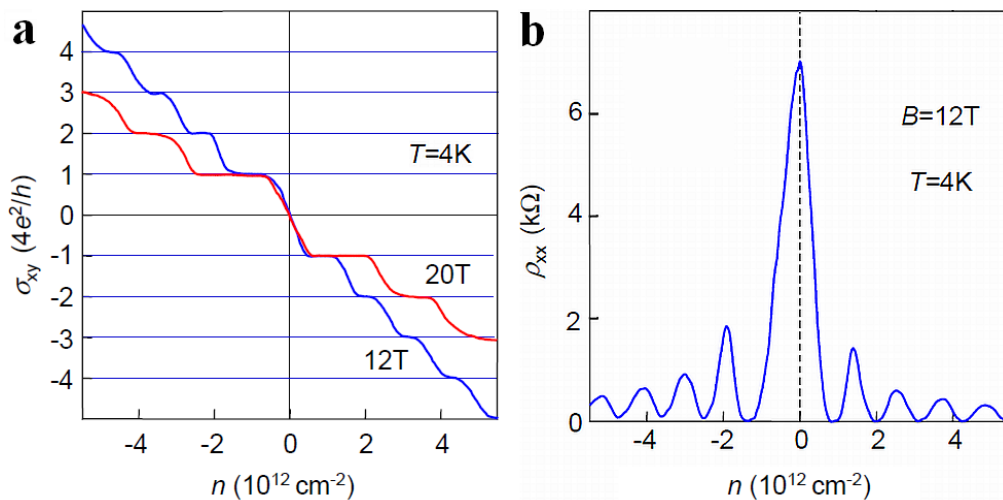 a
σxy (4e²/h)
4
3
2
1
0
-1
-2
-3
-4
T=4K
20T
12T
-4
-2
0
2
4
n (10¹² cm⁻²)
b
ρxx (kΩ)
6
4
2
0
B=12T
T=4K
-4
-2
0
2
4
n (10¹² cm⁻²)